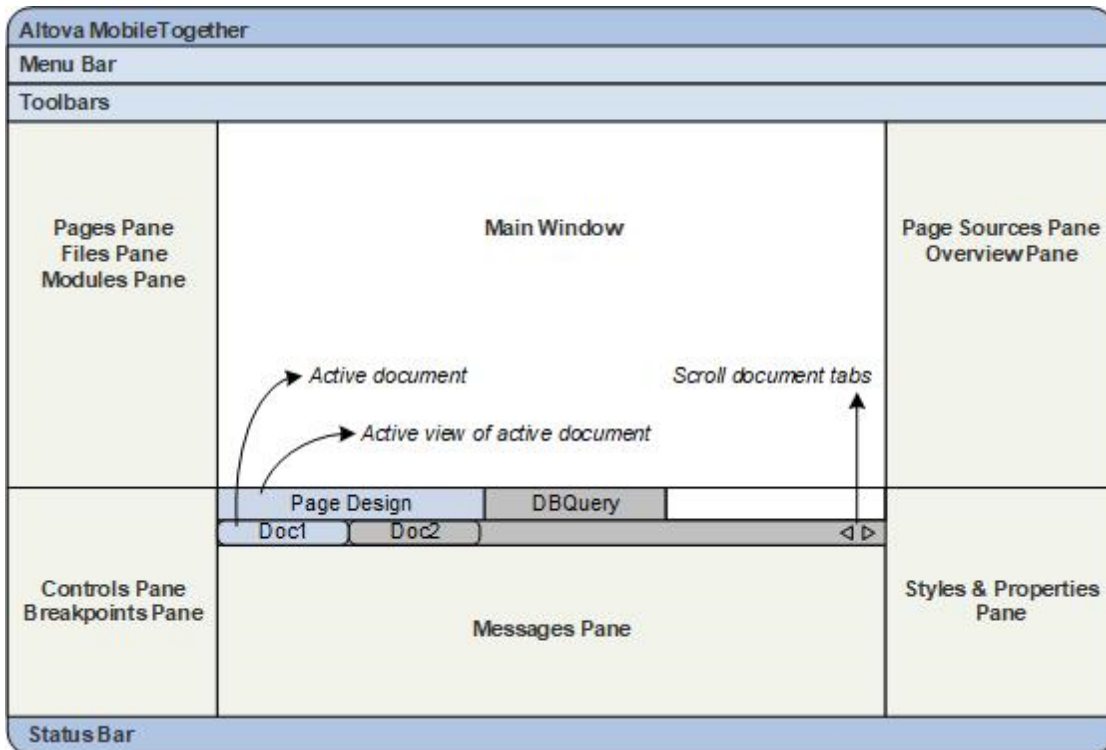 Altova MobileTogether
Menu Bar
Toolbars
Pages Pane
Files Pane
Modules Pane
Main Window
Page Sources Pane
Overview Pane
Active document
Scroll document tabs
Active view of active document
Page Design
DBQuery
Doc1
Doc2
Controls Pane
Breakpoints Pane
Messages Pane
Styles & Properties
Pane
Status Bar